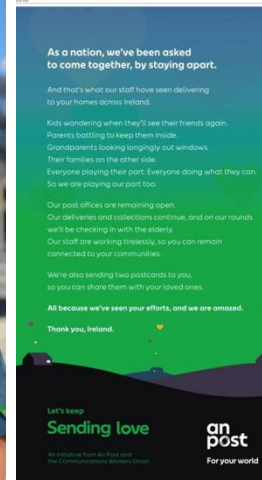 As a nation, we've been asked
to come together, by staying apart.
And that's what our staff have seen delivering
to your homes across Ireland.
Kids wondering when they'll see their friends again.
Parents battling to keep them inside.
Grandparents looking longingly out windows.
Their families on the other side.
Everyone playing their part. Everyone doing what they can.
So we are playing our part too.
Our post offices are remaining open.
Our deliveries and collections continue, and on our rounds
we'll be checking in with the elderly.
Our staff are working tirelessly, so you can remain
connected to your communities.
We're also sending two postcards to you,
so you can share them with your loved ones.
All because we've seen your efforts, and we are amazed.
Thank you, Ireland.
Let's keep
Sending love
An initiative from An Post and
the Communications Workers Union
an
post
For your world